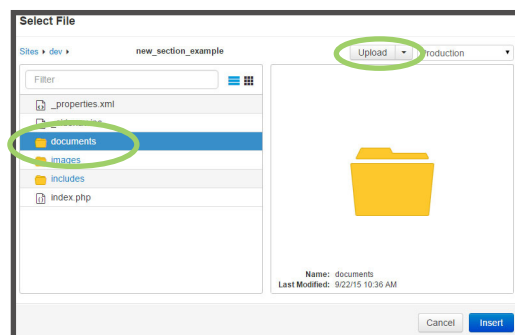 Select File
Sites dev new_section_example Upload Production
Filter
_properties.xml
documents
images
includes
index.php
Name: documents
Last Modified: 9/22/15 10:36 AM
Cancel Insert